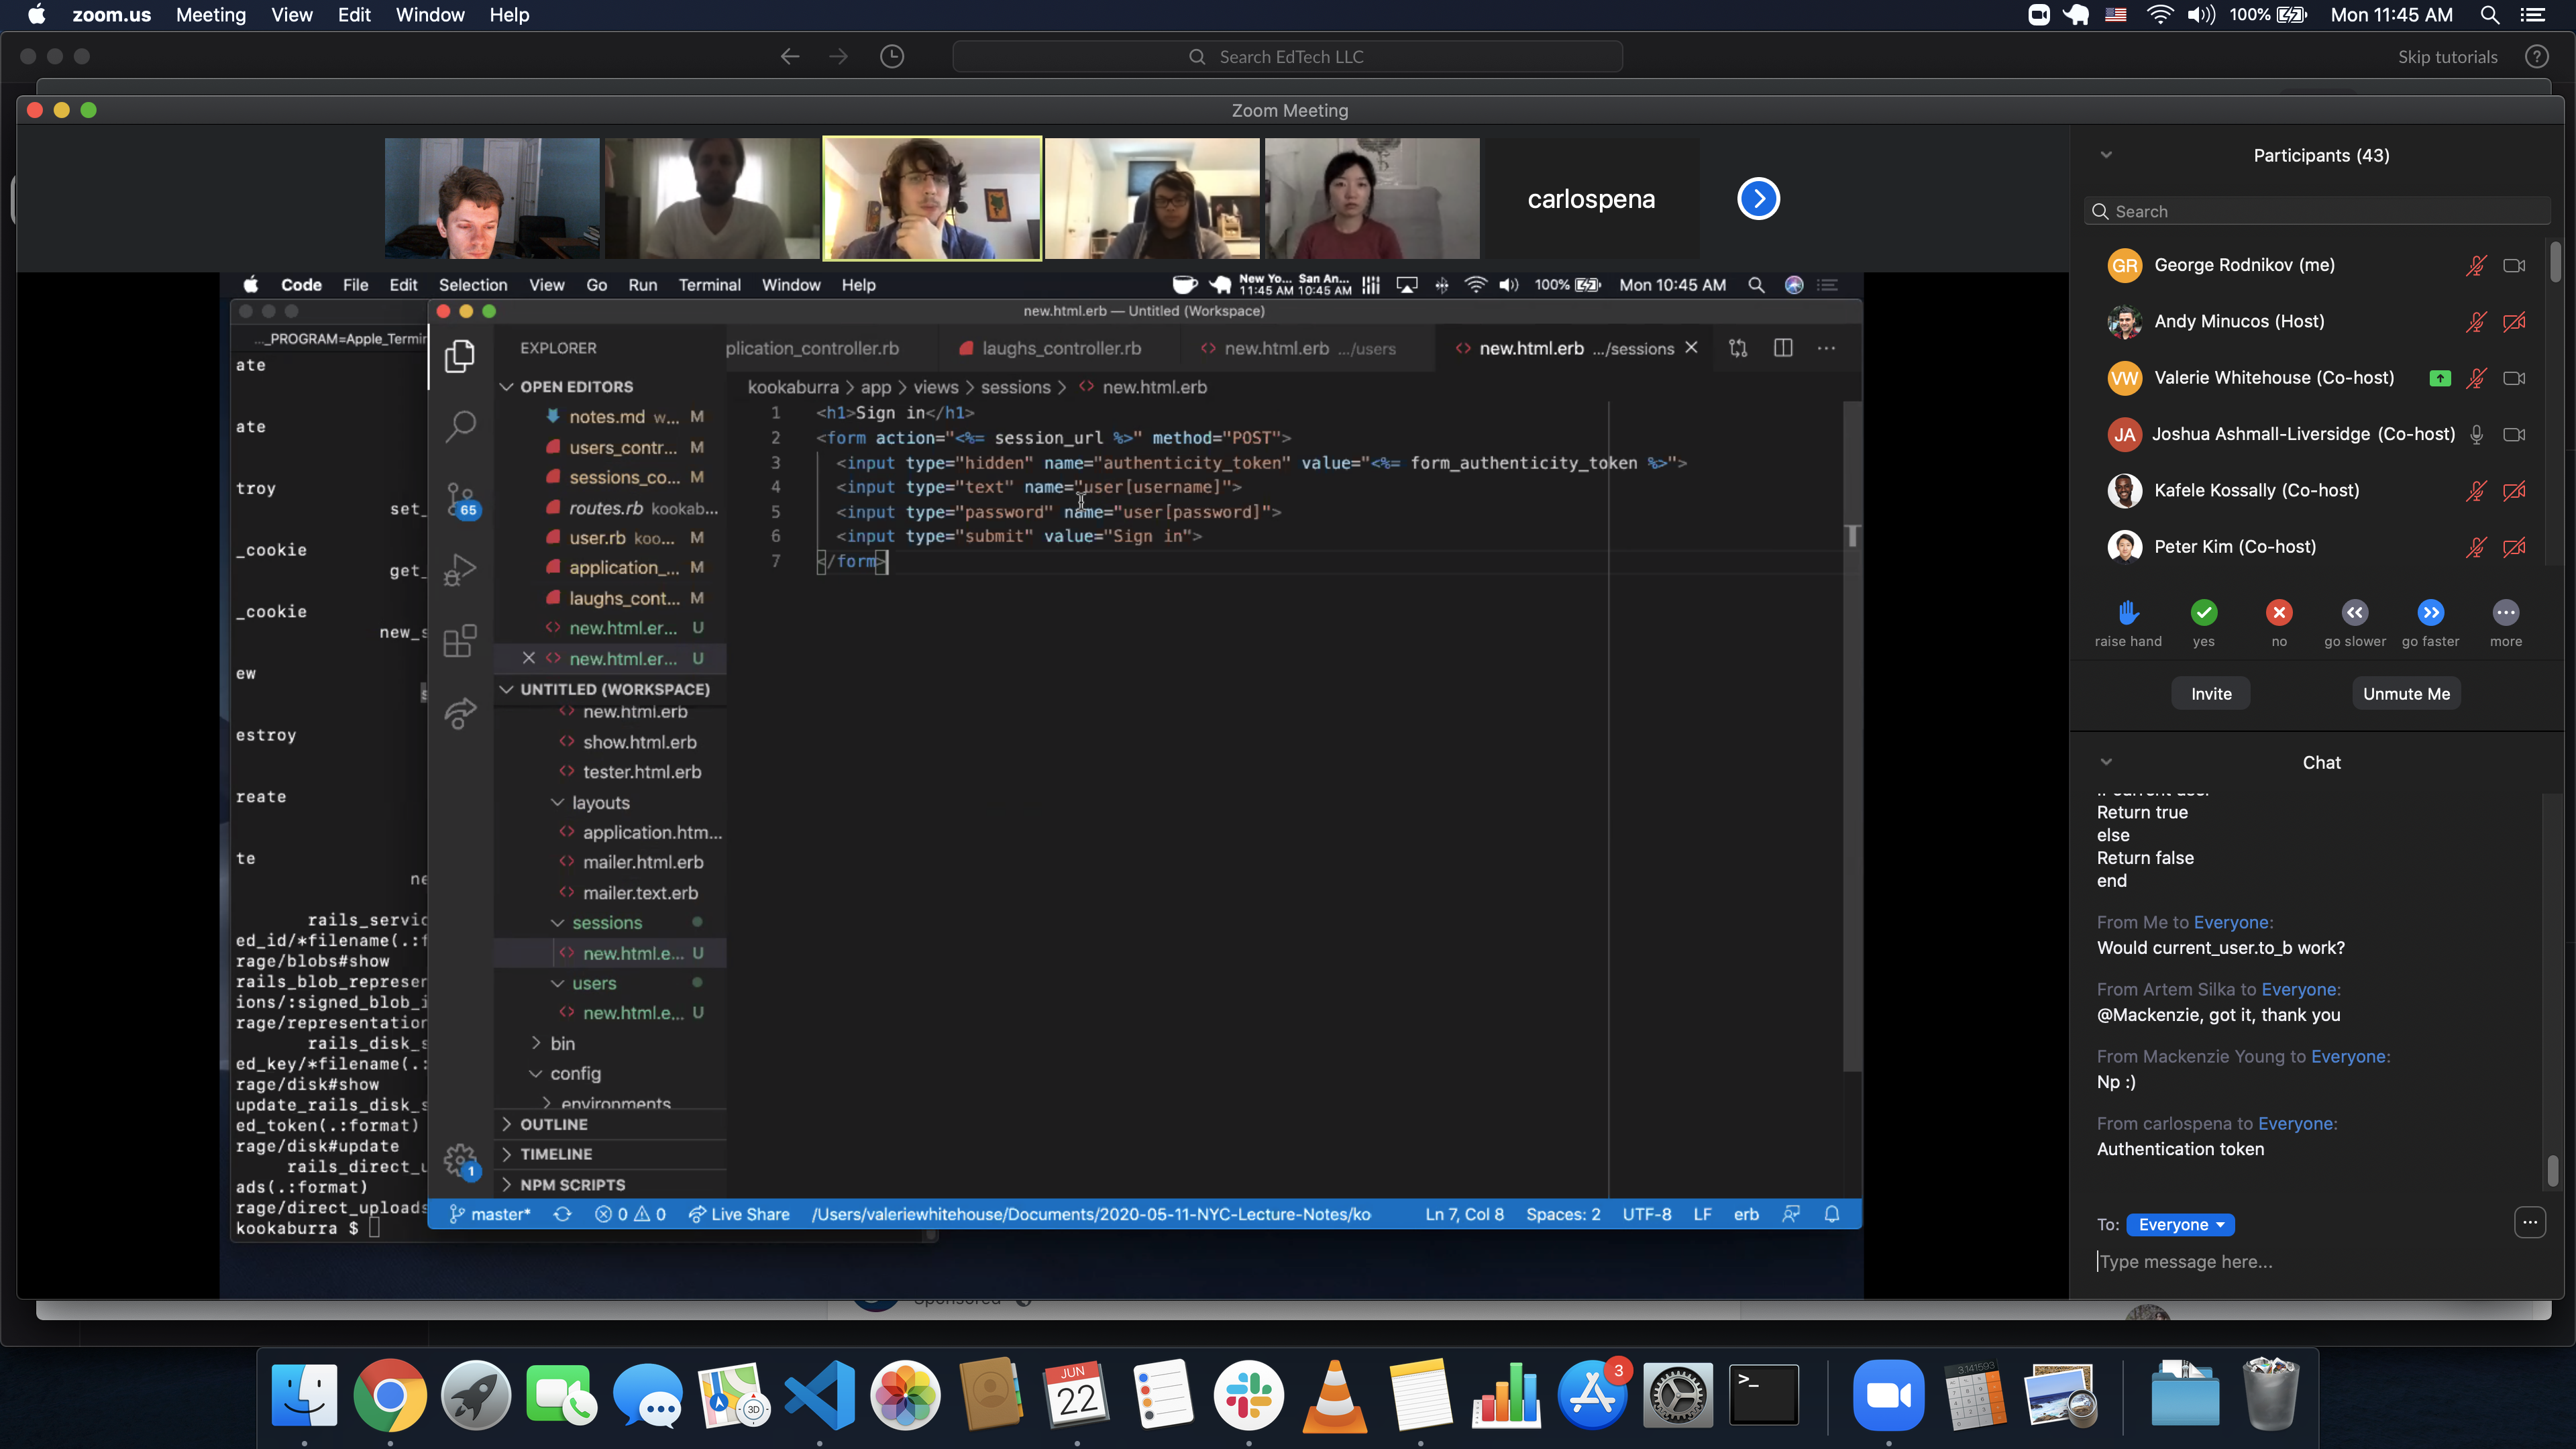 zoom.us Meeting View Edit Window Help
100% Mon 11:45 AM
Search EdTech LLC
Skip tutorials
Zoom Meeting
carlospena
Code File Edit Selection View Go Run Terminal Window Help
New Yo... San An...
11:45 AM 10:45 AM
100% Mon 10:45 AM
..._PROGRAM=Apple_Termin
new.html.erb — Untitled (Workspace)
EXPLORER
plication_controller.rb
laughs_controller.rb
new.html.erb .../users
new.html.erb .../sessions
kookaburra > app > views > sessions > new.html.erb
1 <h1>Sign in</h1>
2 <form action="<%= session_url %>" method="POST">
3 <input type="hidden" name="authenticity_token" value="<%= form_authenticity_token %>">
4 <input type="text" name="user[username]">
5 <input type="password" name="user[password]">
6 <input type="submit" value="Sign in">
7 </form>
OPEN EDITORS
notes.md w... M
users_contr... M
sessions_co... M
routes.rb kookab...
user.rb koo... M
application_... M
laughs_cont... M
new.html.er... U
new.html.er... U
UNTITLED (WORKSPACE)
new.html.erb
show.html.erb
tester.html.erb
layouts
application.htm...
mailer.html.erb
mailer.text.erb
sessions
new.html.e... U
users
new.html.e... U
bin
config
environments
OUTLINE
TIMELINE
NPM SCRIPTS
65
1
ate
ate
troy
set_
_cookie
get_
_cookie
new_s
ew
s
estroy
reate
te
ne
rails_servic
ed_id/*filename(.:f
rage/blobs#show
rails_blob_represer
ions/:signed_blob_i
rage/representation
rails_disk_s
ed_key/*filename(.:
rage/disk#show
update_rails_disk_s
ed_token(.:format)
rage/disk#update
rails_direct_u
ads(.:format)
rage/direct_uploads
kookaburra $
master* 0 0 Live Share /Users/valeriewhitehouse/Documents/2020-05-11-NYC-Lecture-Notes/ko Ln 7, Col 8 Spaces: 2 UTF-8 LF erb
Participants (43)
Search
GR George Rodnikov (me)
Andy Minucos (Host)
VW Valerie Whitehouse (Co-host)
JA Joshua Ashmall-Liversidge (Co-host)
Kafele Kossally (Co-host)
Peter Kim (Co-host)
raise hand yes no go slower go faster more
Invite Unmute Me
Chat
Return true
else
Return false
end
From Me to Everyone:
Would current_user.to_b work?
From Artem Silka to Everyone:
@Mackenzie, got it, thank you
From Mackenzie Young to Everyone:
Np :)
From carlospena to Everyone:
Authentication token
To: Everyone
Type message here...
JUN
22
3D
3
3.141593
>_